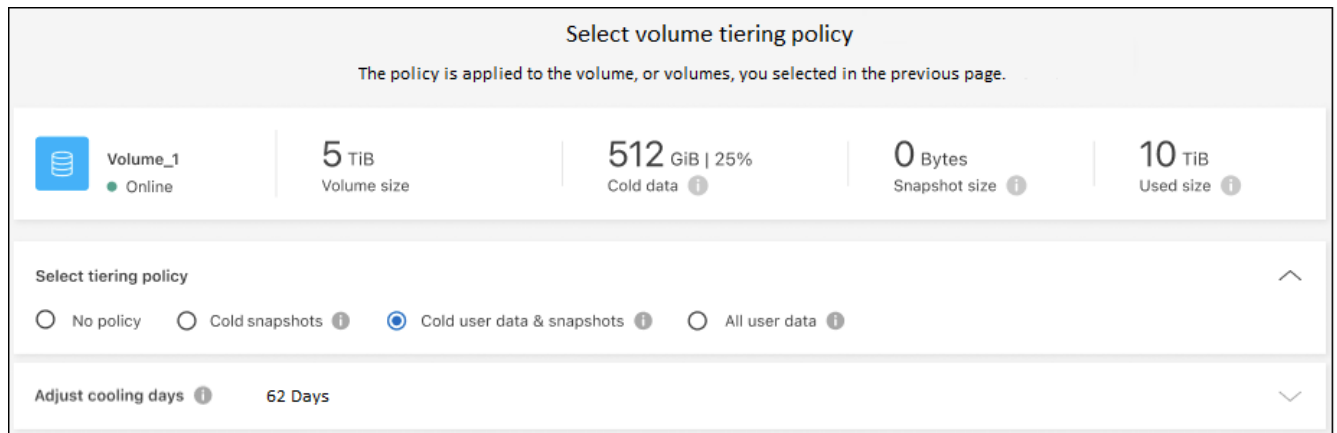 Select volume tiering policy
The policy is applied to the volume, or volumes, you selected in the previous page.
Volume_1
Online
5 TiB
Volume size
512 GiB | 25%
Cold data
0 Bytes
Snapshot size
10 TiB
Used size
Select tiering policy
No policy Cold snapshots Cold user data & snapshots All user data
Adjust cooling days 62 Days